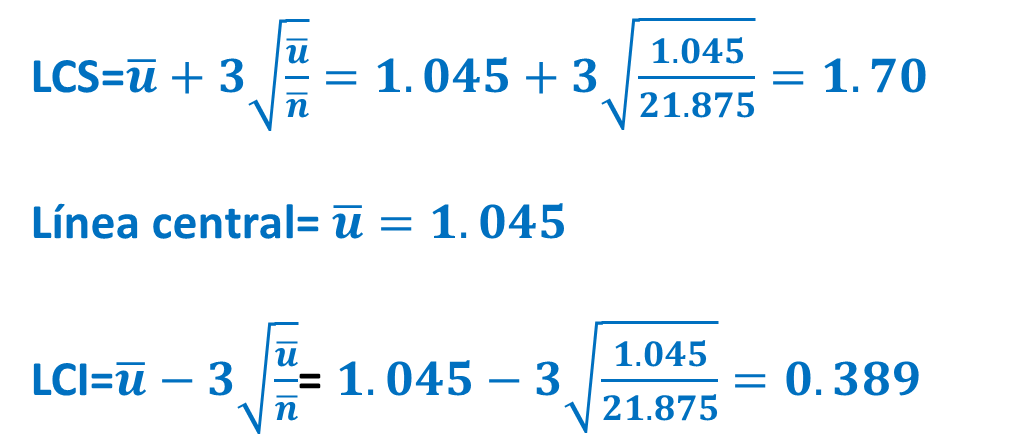 LCS=u̅ + 3 √(u̅/n̅) = 1.045 + 3 √(1.045/21.875) = 1.70
Línea central= u̅ = 1.045
LCI=u̅ − 3 √(u̅/n̅) = 1.045 − 3 √(1.045/21.875) = 0.389